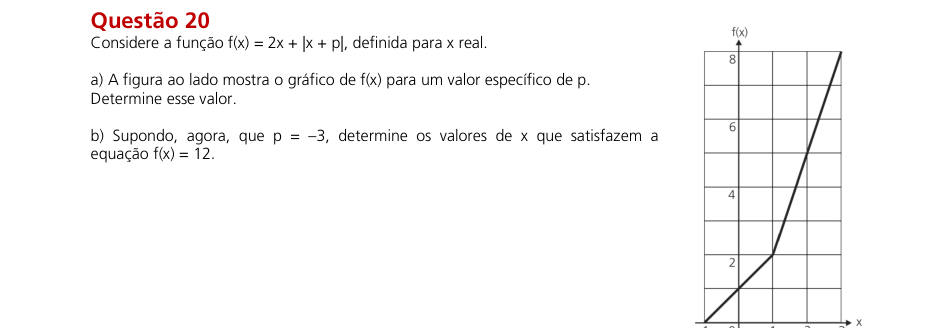 Questão 20
Considere a função f(x) = 2x + |x + p|, definida para x real.
a) A figura ao lado mostra o gráfico de f(x) para um valor específico de p.
Determine esse valor.
b) Supondo, agora, que p = –3, determine os valores de x que satisfazem a
equação f(x) = 12.
f(x)
8
6
4
2
x